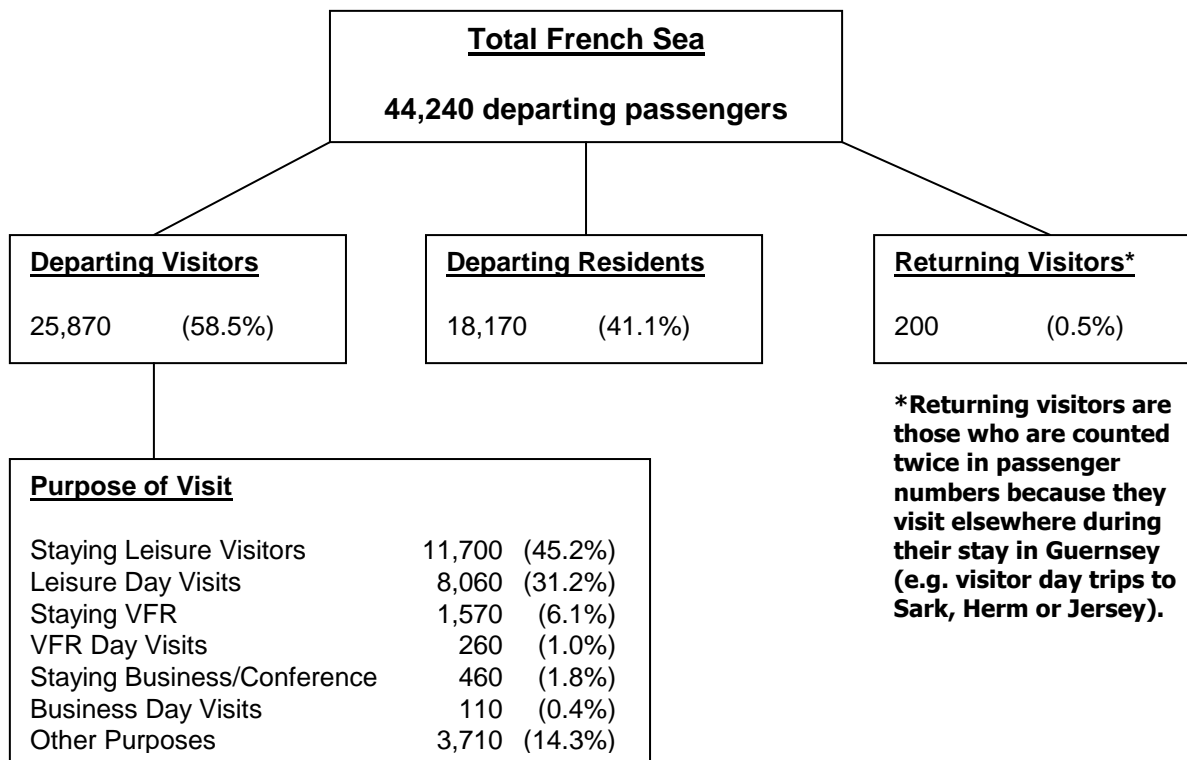 Total French Sea
44,240 departing passengers
Departing Visitors
25,870 (58.5%)
Departing Residents
18,170 (41.1%)
Returning Visitors*
200 (0.5%)
*Returning visitors are
those who are counted
twice in passenger
numbers because they
visit elsewhere during
their stay in Guernsey
(e.g. visitor day trips to
Sark, Herm or Jersey).
Purpose of Visit
Staying Leisure Visitors 11,700 (45.2%)
Leisure Day Visits 8,060 (31.2%)
Staying VFR 1,570 (6.1%)
VFR Day Visits 260 (1.0%)
Staying Business/Conference 460 (1.8%)
Business Day Visits 110 (0.4%)
Other Purposes 3,710 (14.3%)